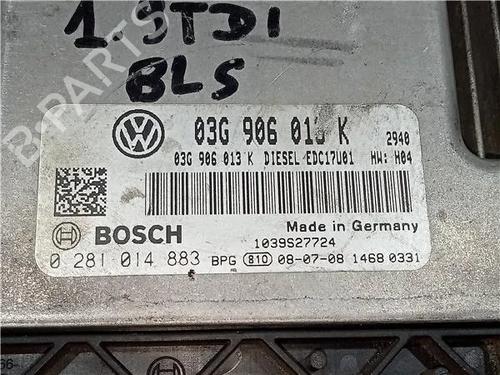 1.9TDI
BLS
B-PARTS
03G 906 013 K
2940
03G 906 013 K DIESEL EDC17U01 HW: H04
BOSCH
Made in Germany
1039S27724
0 281 014 883 BPG 810 08-07-08 1468 0331